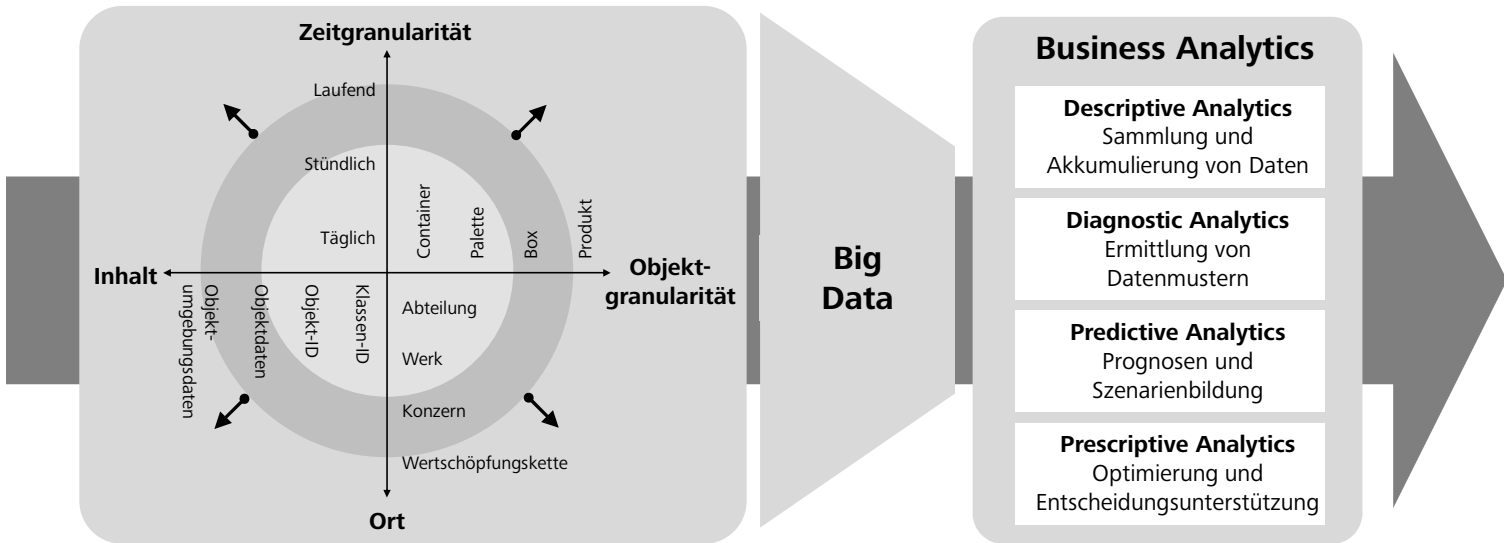 Zeitgranularität
Laufend
Stündlich
Täglich
Container
Palette
Box
Produkt
Inhalt
Objekt-
granularität
Objekt-
umgebungsdaten
Objektdaten
Objekt-ID
Klassen-ID
Abteilung
Werk
Konzern
Wertschöpfungskette
Ort
Big
Data
Business Analytics
Descriptive Analytics
Sammlung und
Akkumulierung von Daten
Diagnostic Analytics
Ermittlung von
Datenmustern
Predictive Analytics
Prognosen und
Szenarienbildung
Prescriptive Analytics
Optimierung und
Entscheidungsunterstützung